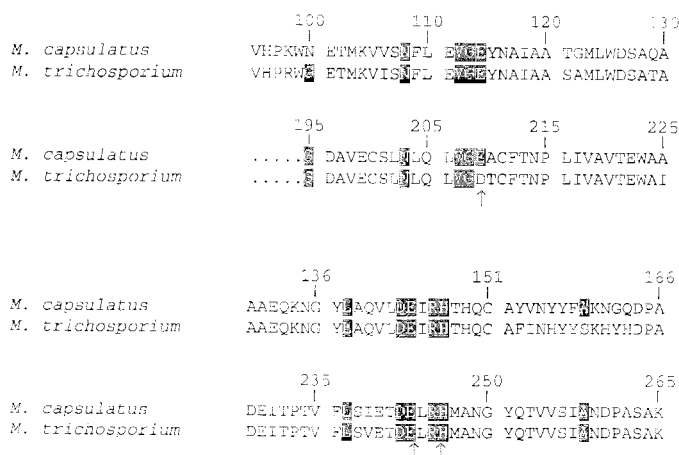 100 110 120 130
M. capsulatus VHPKWN ETMKVVSNFL EVGEYNAIAA TGMLWDSAQA
M. trichosporium VHPRWG ETMKVISNFL EVGEYNAIAA SAMLWDSATA
195 205 215 225
M. capsulatus .....G DAVECSLNLQ LVGEACFTNP LIVAVTEWAA
M. trichosporium .....G DAVECSLNLQ LVGDTCFTNP LIVAVTEWAI
↑
136 151 166
M. capsulatus AAEQKNG YLAQVLDEIRHTHQC AYVNYYFAKNGQDPA
M. trichosporium AAEQKNG YLAQVLDEIRHTHQC AFINHYYSKHYHDPA
235 250 265
M. capsulatus DEITPTV FLSIETDELRHMANG YQTVVSIANDPASAK
M. trichosporium DEITPTV FLSVETDELRHMANG YQTVVSIANDPASAK
↑ ↑